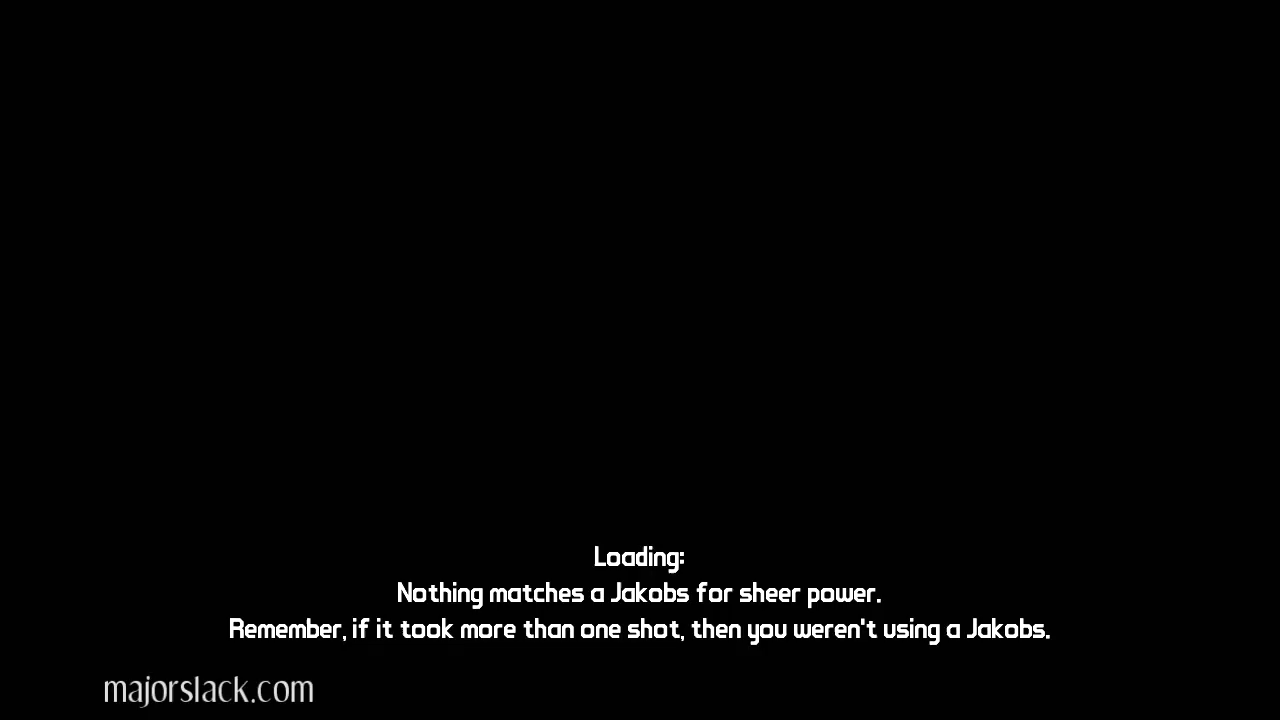 Loading:
Nothing matches a Jakobs for sheer power.
Remember, if it took more than one shot, then you weren't using a Jakobs.
majorslack.com